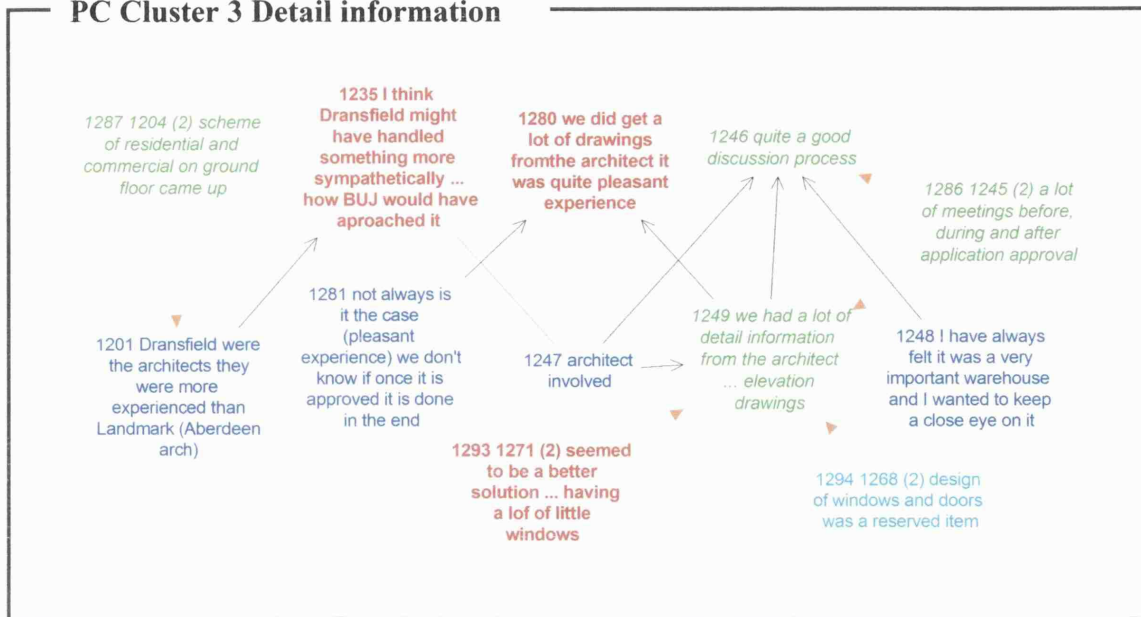 PC Cluster 3 Detail information
1287 1204 (2) scheme
of residential and
commercial on ground
floor came up
1235 I think
Dransfield might
have handled
something more
sympathetically ...
how BUJ would have
aproached it
1280 we did get a
lot of drawings
fromthe architect it
was quite pleasant
experience
1246 quite a good
discussion process
1286 1245 (2) a lot
of meetings before,
during and after
application approval
1201 Dransfield were
the architects they
were more
experienced than
Landmark (Aberdeen
arch)
1281 not always is
it the case
(pleasant
experience) we don't
know if once it is
approved it is done
in the end
1247 architect
involved
1249 we had a lot of
detail information
from the architect
... elevation
drawings
1248 I have always
felt it was a very
important warehouse
and I wanted to keep
a close eye on it
1293 1271 (2) seemed
to be a better
solution ... having
a lof of little
windows
1294 1268 (2) design
of windows and doors
was a reserved item